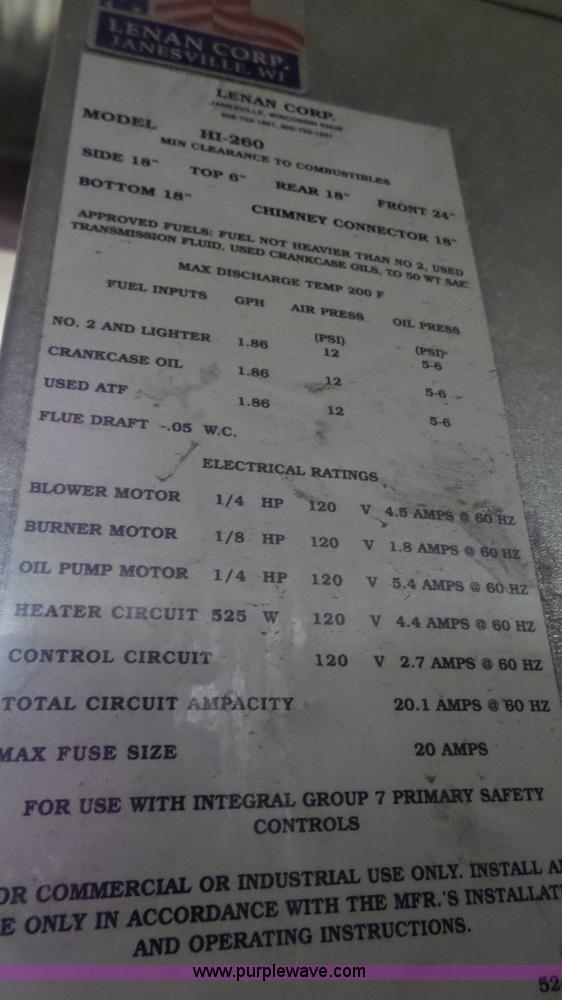 LENAN CORP.
JANESVILLE, WI
LENAN CORP.
JANESVILLE, WISCONSIN
MODEL HI-260
MIN CLEARANCE TO COMBUSTIBLES
SIDE 18" TOP 6" REAR 18" FRONT 24"
BOTTOM 18" CHIMNEY CONNECTOR 18"
APPROVED FUELS: FUEL NOT HEAVIER THAN NO 2, USED
TRANSMISSION FLUID, USED CRANKCASE OILS, TO 50 WT SAE
MAX DISCHARGE TEMP 200 F
FUEL INPUTS GPH AIR PRESS OIL PRESS
(PSI) (PSI)
NO. 2 AND LIGHTER 1.86 12 5-6
CRANKCASE OIL 1.86 12 5-6
USED ATF 1.86 12 5-6
FLUE DRAFT -.05 W.C.
ELECTRICAL RATINGS
BLOWER MOTOR 1/4 HP 120 V 4.5 AMPS @ 60 HZ
BURNER MOTOR 1/8 HP 120 V 1.8 AMPS @ 60 HZ
OIL PUMP MOTOR 1/4 HP 120 V 5.4 AMPS @ 60 HZ
HEATER CIRCUIT 525 W 120 V 4.4 AMPS @ 60 HZ
CONTROL CIRCUIT 120 V 2.7 AMPS @ 60 HZ
TOTAL CIRCUIT AMPACITY 20.1 AMPS @ 60 HZ
MAX FUSE SIZE 20 AMPS
FOR USE WITH INTEGRAL GROUP 7 PRIMARY SAFETY
CONTROLS
OR COMMERCIAL OR INDUSTRIAL USE ONLY. INSTALL A
E ONLY IN ACCORDANCE WITH THE MFR.'S INSTALLAT
AND OPERATING INSTRUCTIONS.
52
www.purplewave.com